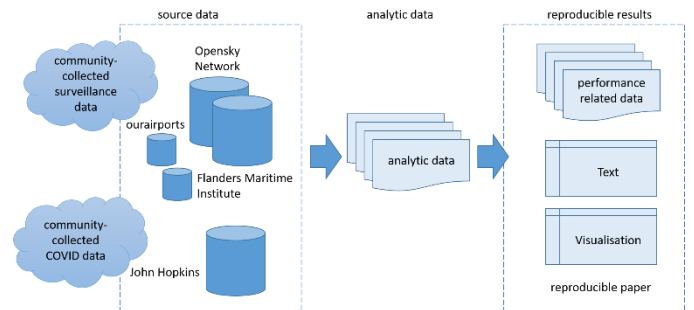 source data
analytic data
reproducible results
community-
collected
surveillance
data
Opensky
Network
ourairports
Flanders Maritime
Institute
community-
collected
COVID data
John Hopkins
analytic data
performance
related data
Text
Visualisation
reproducible paper